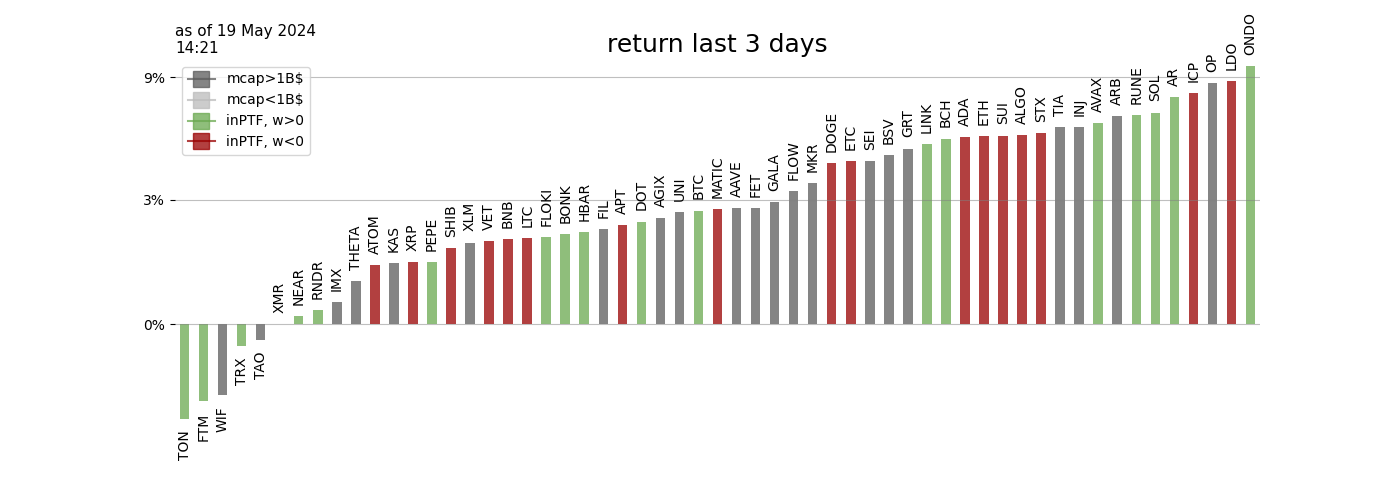 as of 19 May 2024
14:21
return last 3 days
mcap>1B$
mcap<1B$
inPTF, w>0
inPTF, w<0
9%
3%
0%
TON
FTM
WIF
TRX
TAO
XMR
NEAR
RNDR
IMX
THETA
ATOM
KAS
XRP
PEPE
SHIB
XLM
VET
BNB
LTC
FLOKI
BONK
HBAR
FIL
APT
DOT
AGIX
UNI
BTC
MATIC
AAVE
FET
GALA
FLOW
MKR
DOGE
ETC
SEI
BSV
GRT
LINK
BCH
ADA
ETH
SUI
ALGO
STX
TIA
INJ
AVAX
ARB
RUNE
SOL
AR
ICP
OP
LDO
ONDO